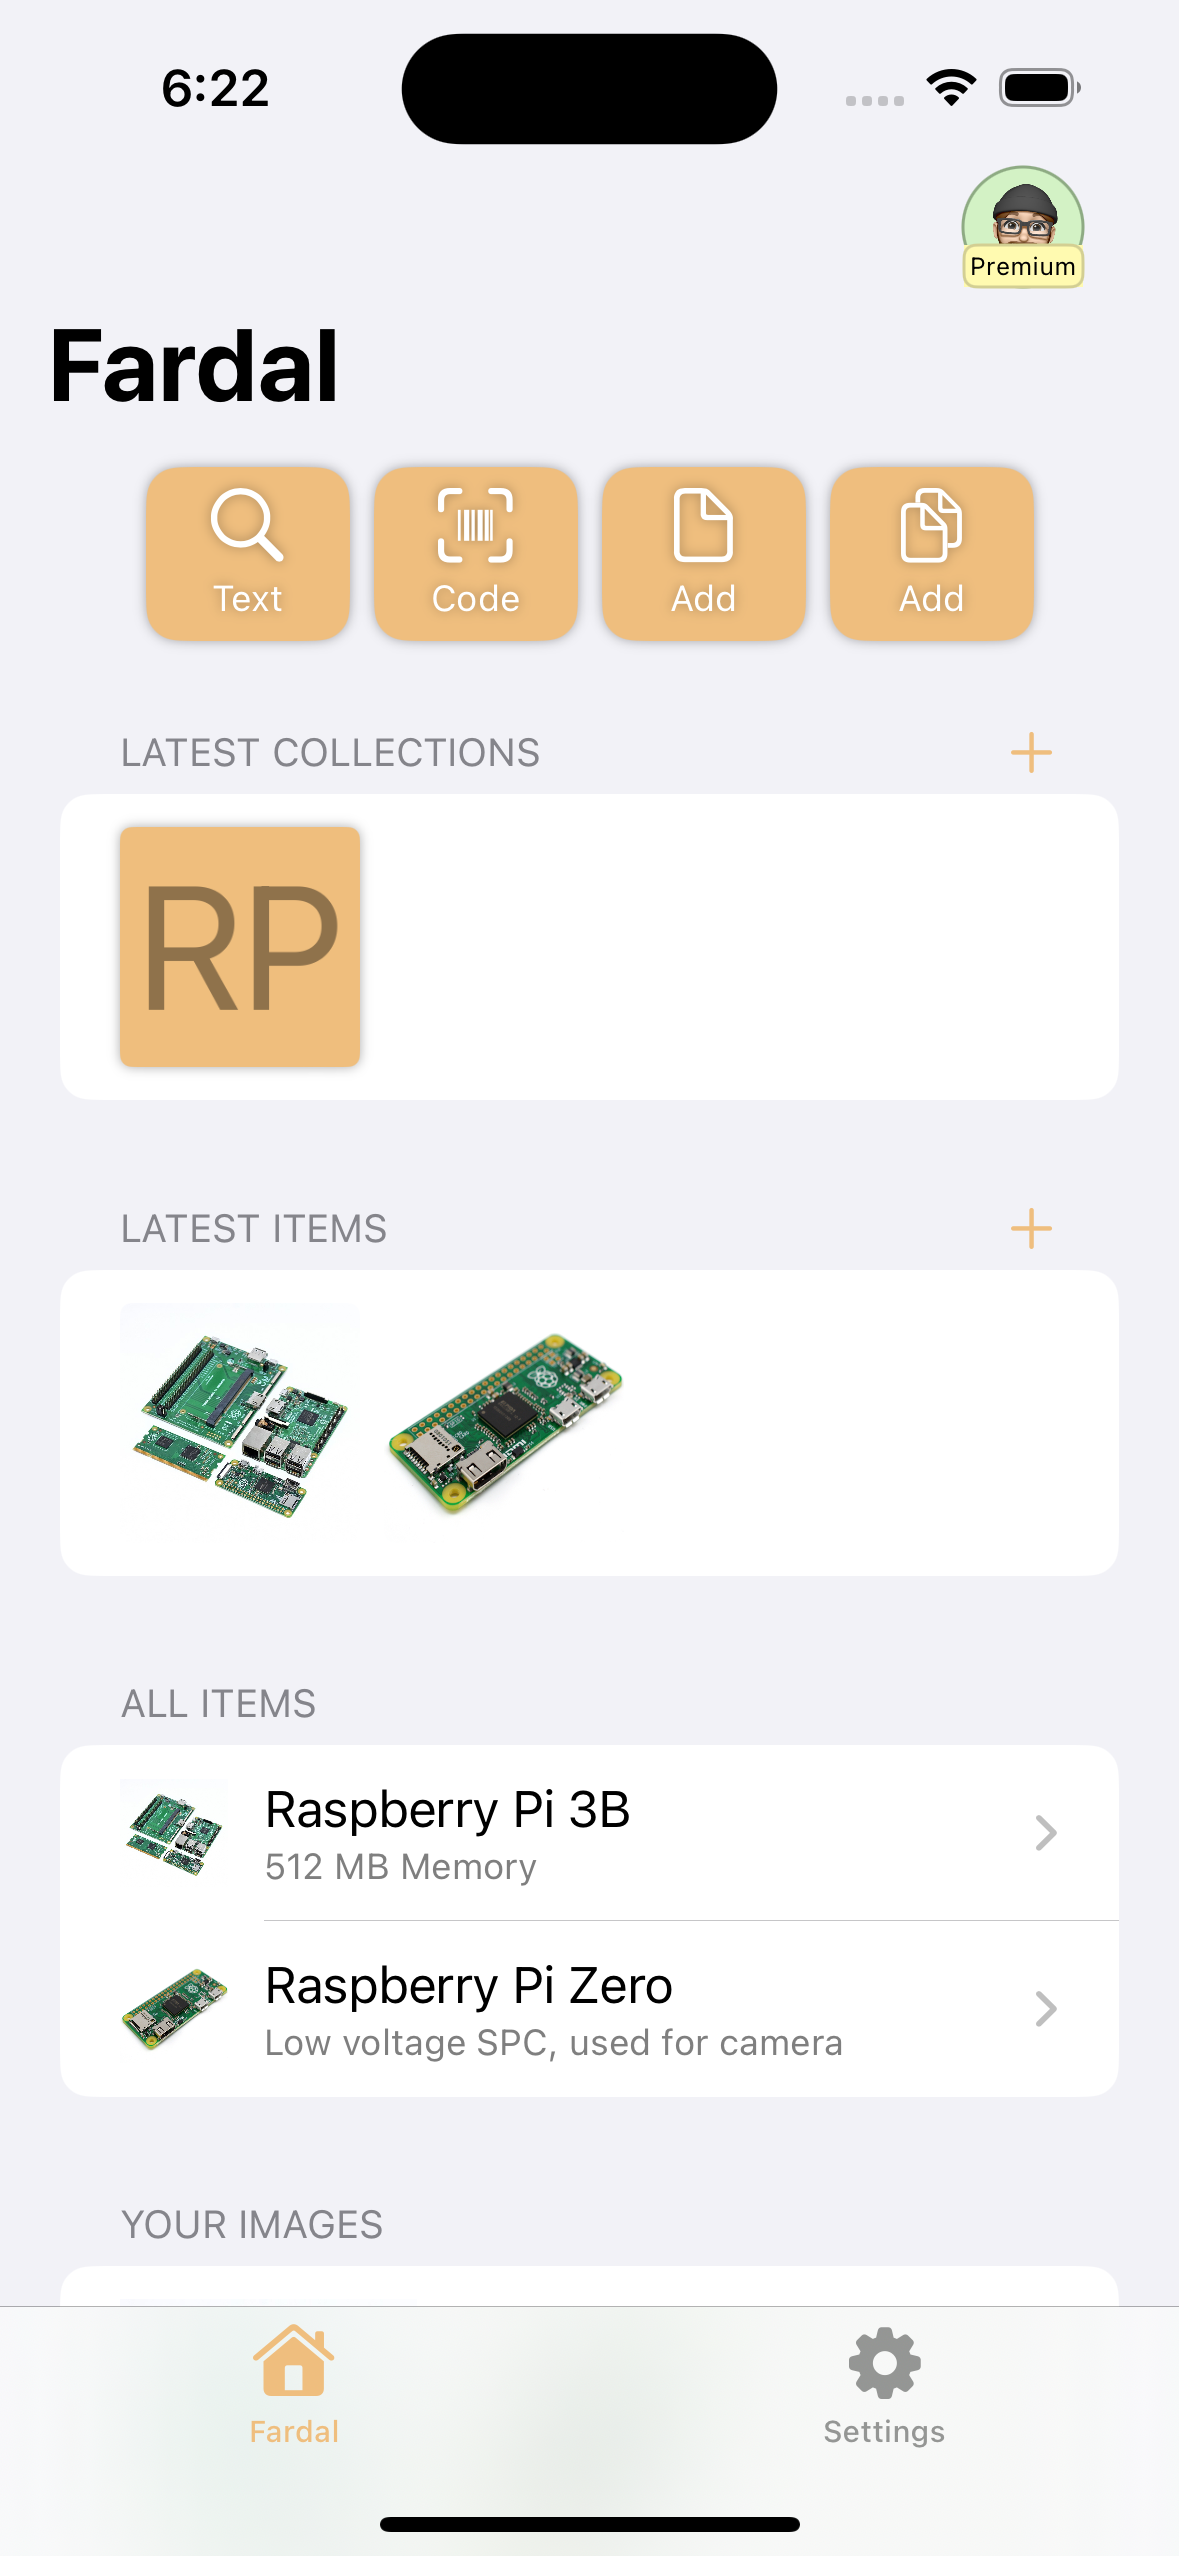 6:22
Premium
Fardal
Text
Code
Add
Add
LATEST COLLECTIONS
RP
LATEST ITEMS
ALL ITEMS
Raspberry Pi 3B
512 MB Memory
Raspberry Pi Zero
Low voltage SPC, used for camera
YOUR IMAGES
Fardal
Settings